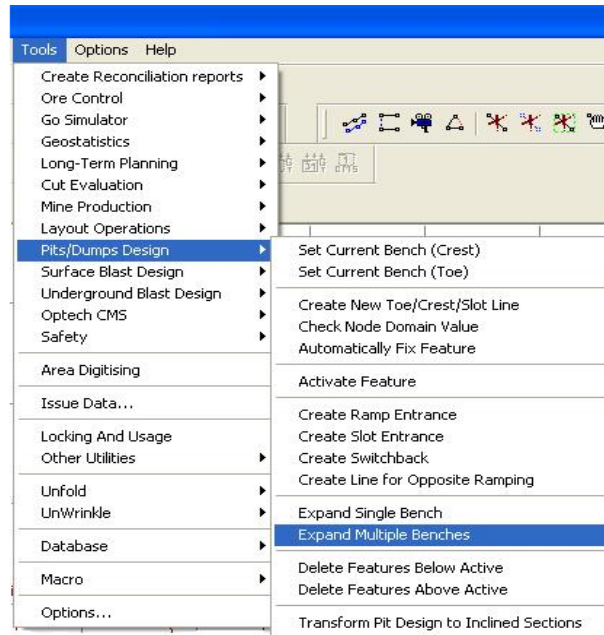 Tools Options Help
Create Reconciliation reports
Ore Control
Go Simulator
Geostatistics
Long-Term Planning
Cut Evaluation
Mine Production
Layout Operations
Pits/Dumps Design
Surface Blast Design
Underground Blast Design
Optech CMS
Safety
Area Digitising
Issue Data...
Locking And Usage
Other Utilities
Unfold
UnWrinkle
Database
Macro
Options...
Set Current Bench (Crest)
Set Current Bench (Toe)
Create New Toe/Crest/Slot Line
Check Node Domain Value
Automatically Fix Feature
Activate Feature
Create Ramp Entrance
Create Slot Entrance
Create Switchback
Create Line for Opposite Ramping
Expand Single Bench
Expand Multiple Benches
Delete Features Below Active
Delete Features Above Active
Transform Pit Design to Inclined Sections